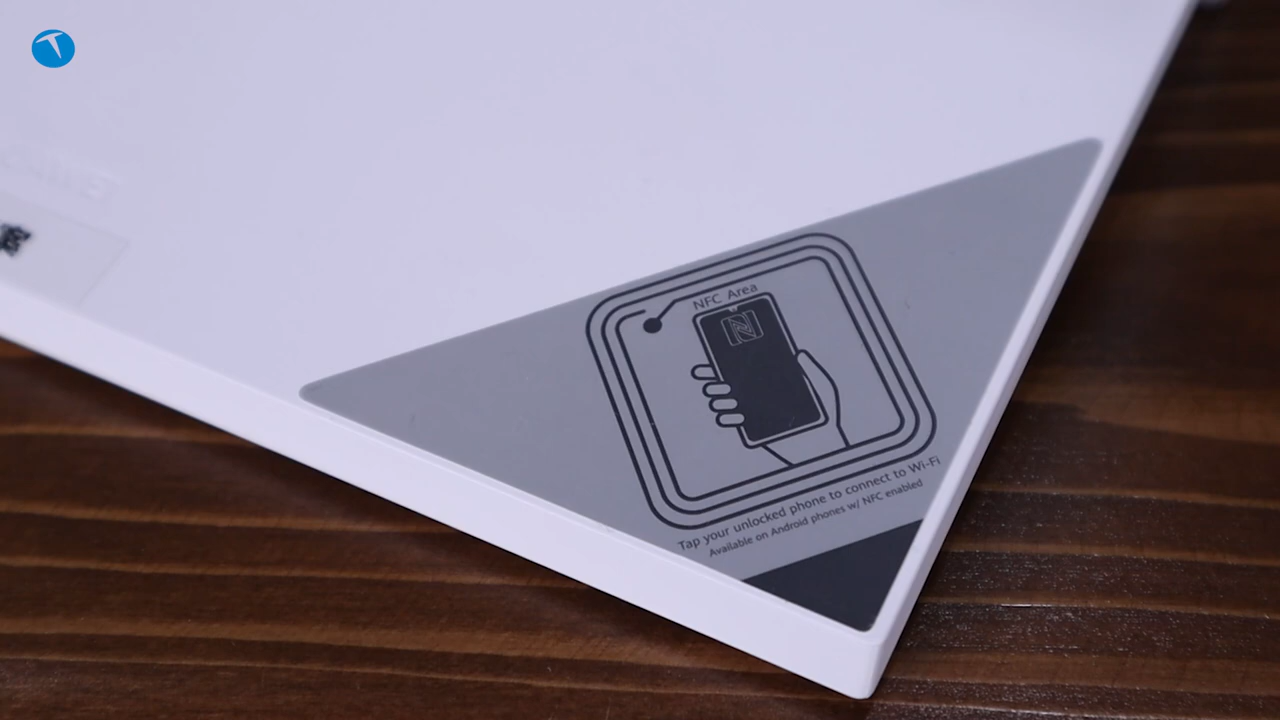 NFC Area
Tap your unlocked phone to connect to Wi-Fi
Available on Android phones w/ NFC enabled